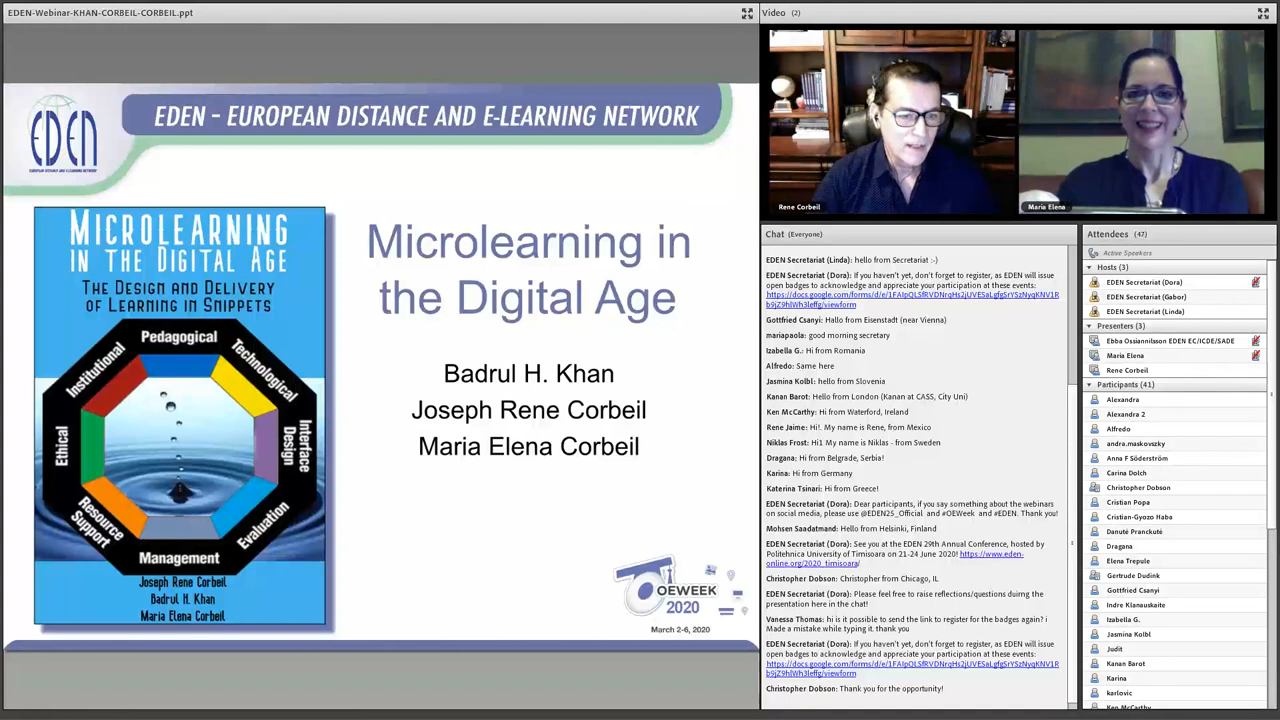 EDEN-Webinar-KHAN-CORBEIL-CORBEIL.ppt
EDEN
EUROPEAN DISTANCE AND E-LEARNING NETWORK
EDEN - EUROPEAN DISTANCE AND E-LEARNING NETWORK
MICROLEARNING
IN THE DIGITAL AGE
THE DESIGN AND DELIVERY
OF LEARNING IN SNIPPETS
Pedagogical
Technological
Interface
Design
Evaluation
Management
Resource
Support
Ethical
Institutional
Joseph Rene Corbeil
Badrul H. Khan
Maria Elena Corbeil
Microlearning in
the Digital Age
Badrul H. Khan
Joseph Rene Corbeil
Maria Elena Corbeil
OEWEEK
2020
March 2-6, 2020
Video (2)
Rene Corbeil
Maria Elena
Chat (Everyone)
EDEN Secretariat (Linda): hello from Secretariat :-)
EDEN Secretariat (Dora): If you haven't yet, don't forget to register, as EDEN will issue
open badges to acknowledge and appreciate your participation at these events:
Gottfried Csanyi: Hallo from Eisenstadt (near Vienna)
mariapaola: good morning secretary
Izabella G.: Hi from Romania
Alfredo: Same here
Jasmina Kolbl: hello from Slovenia
Kanan Barot: Hello from London (Kanan at CASS, City Uni)
Ken McCarthy: Hi from Waterford, Ireland
Rene Jaime: Hi!. My name is Rene, from Mexico
Niklas Frost: Hi1 My name is Niklas - from Sweden
Dragana: Hi from Belgrade, Serbia!
Karina: Hi from Germany
Katerina Tsinari: Hi from Greece!
EDEN Secretariat (Dora): Dear participants, if you say something about the webinars
on social media, please use @EDEN25_Official and #OEWeek and #EDEN. Thank you!
Mohsen Saadatmand: Hello from Helsinki, Finland
EDEN Secretariat (Dora): See you at the EDEN 29th Annual Conference, hosted by
Politehnica University of Timisoara on 21-24 June 2020! https://www.eden-
online.org/2020_timisoara/
Christopher Dobson: Christopher from Chicago, IL
EDEN Secretariat (Dora): Please feel free to raise reflections/questions duirng the
presentation here in the chat!
Vanessa Thomas: hi is it possible to send the link to register for the badges again? i
Made a mistake while typing it. thank you
EDEN Secretariat (Dora): If you haven't yet, don't forget to register, as EDEN will issue
open badges to acknowledge and appreciate your participation at these events:
Christopher Dobson: Thank you for the opportunity!
Attendees (47)
Active Speakers
Hosts (3)
EDEN Secretariat (Dora)
EDEN Secretariat (Gabor)
EDEN Secretariat (Linda)
Presenters (3)
Ebba Ossiannilsson EDEN EC/ICDE/SADE
Maria Elena
Rene Corbeil
Participants (41)
Alexandra
Alexandra 2
Alfredo
andra.maskovszky
Anna F Söderström
Carina Dolch
Christopher Dobson
Cristian Popa
Cristian-Gyozo Haba
Danutė Pranckutė
Dragana
Elena Trepule
Gertrude Dudink
Gottfried Csanyi
Indre Klanauskaite
Izabella G.
Jasmina Kolbl
Judit
Kanan Barot
Karina
karlovic
Ken McCarthy